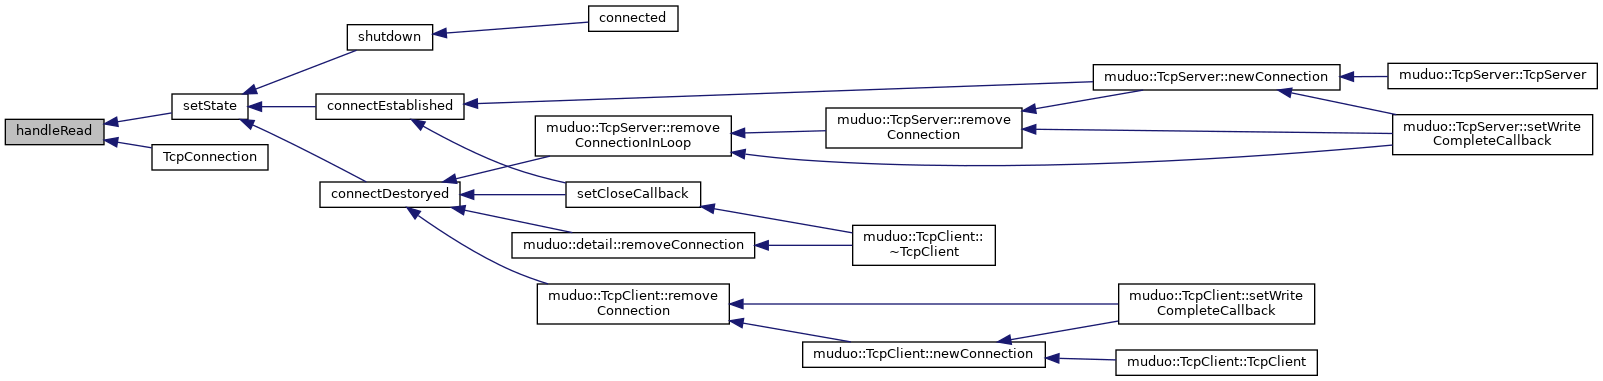 connected
shutdown
muduo::TcpServer::newConnection
muduo::TcpServer::TcpServer
setState
connectEstablished
muduo::TcpServer::remove
Connection
muduo::TcpServer::setWrite
CompleteCallback
handleRead
muduo::TcpServer::remove
ConnectionInLoop
TcpConnection
connectDestoryed
setCloseCallback
muduo::detail::removeConnection
muduo::TcpClient::
~TcpClient
muduo::TcpClient::remove
Connection
muduo::TcpClient::setWrite
CompleteCallback
muduo::TcpClient::newConnection
muduo::TcpClient::TcpClient